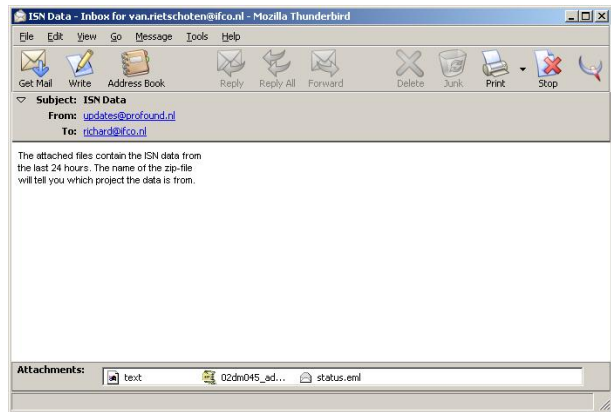 ISN Data - Inbox for van.rietschoten@ifco.nl - Mozilla Thunderbird
File Edit View Go Message Tools Help
Get Mail Write Address Book Reply Reply All Forward Delete Junk Print Stop
Subject: ISN Data
From: updates@profound.nl
To: richard@ifco.nl
The attached files contain the ISN data from
the last 24 hours. The name of the zip-file
will tell you which project the data is from.
Attachments: text 02dm045_ad... status.eml